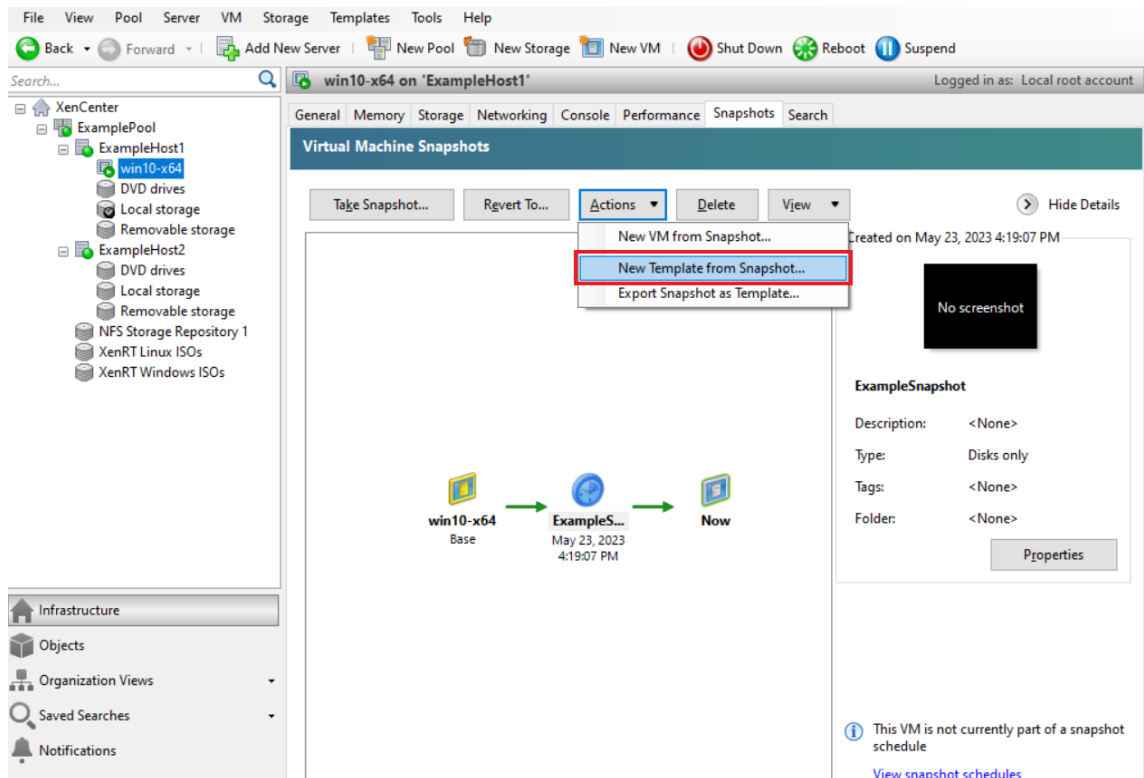 File View Pool Server VM Storage Templates Tools Help
Back Forward Add New Server New Pool New Storage New VM Shut Down Reboot Suspend
Search...
win10-x64 on 'ExampleHost1' Logged in as: Local root account
XenCenter
ExamplePool
ExampleHost1
win10-x64
DVD drives
Local storage
Removable storage
ExampleHost2
DVD drives
Local storage
Removable storage
NFS Storage Repository 1
XenRT Linux ISOs
XenRT Windows ISOs
General Memory Storage Networking Console Performance Snapshots Search
Virtual Machine Snapshots
Take Snapshot... Revert To... Actions Delete View Hide Details
New VM from Snapshot...
New Template from Snapshot...
Export Snapshot as Template...
Created on May 23, 2023 4:19:07 PM
No screenshot
ExampleSnapshot
Description: <None>
Type: Disks only
Tags: <None>
Folder: <None>
Properties
win10-x64
Base
ExampleS...
May 23, 2023
4:19:07 PM
Now
Infrastructure
Objects
Organization Views
Saved Searches
Notifications
This VM is not currently part of a snapshot
schedule
View snapshot schedules